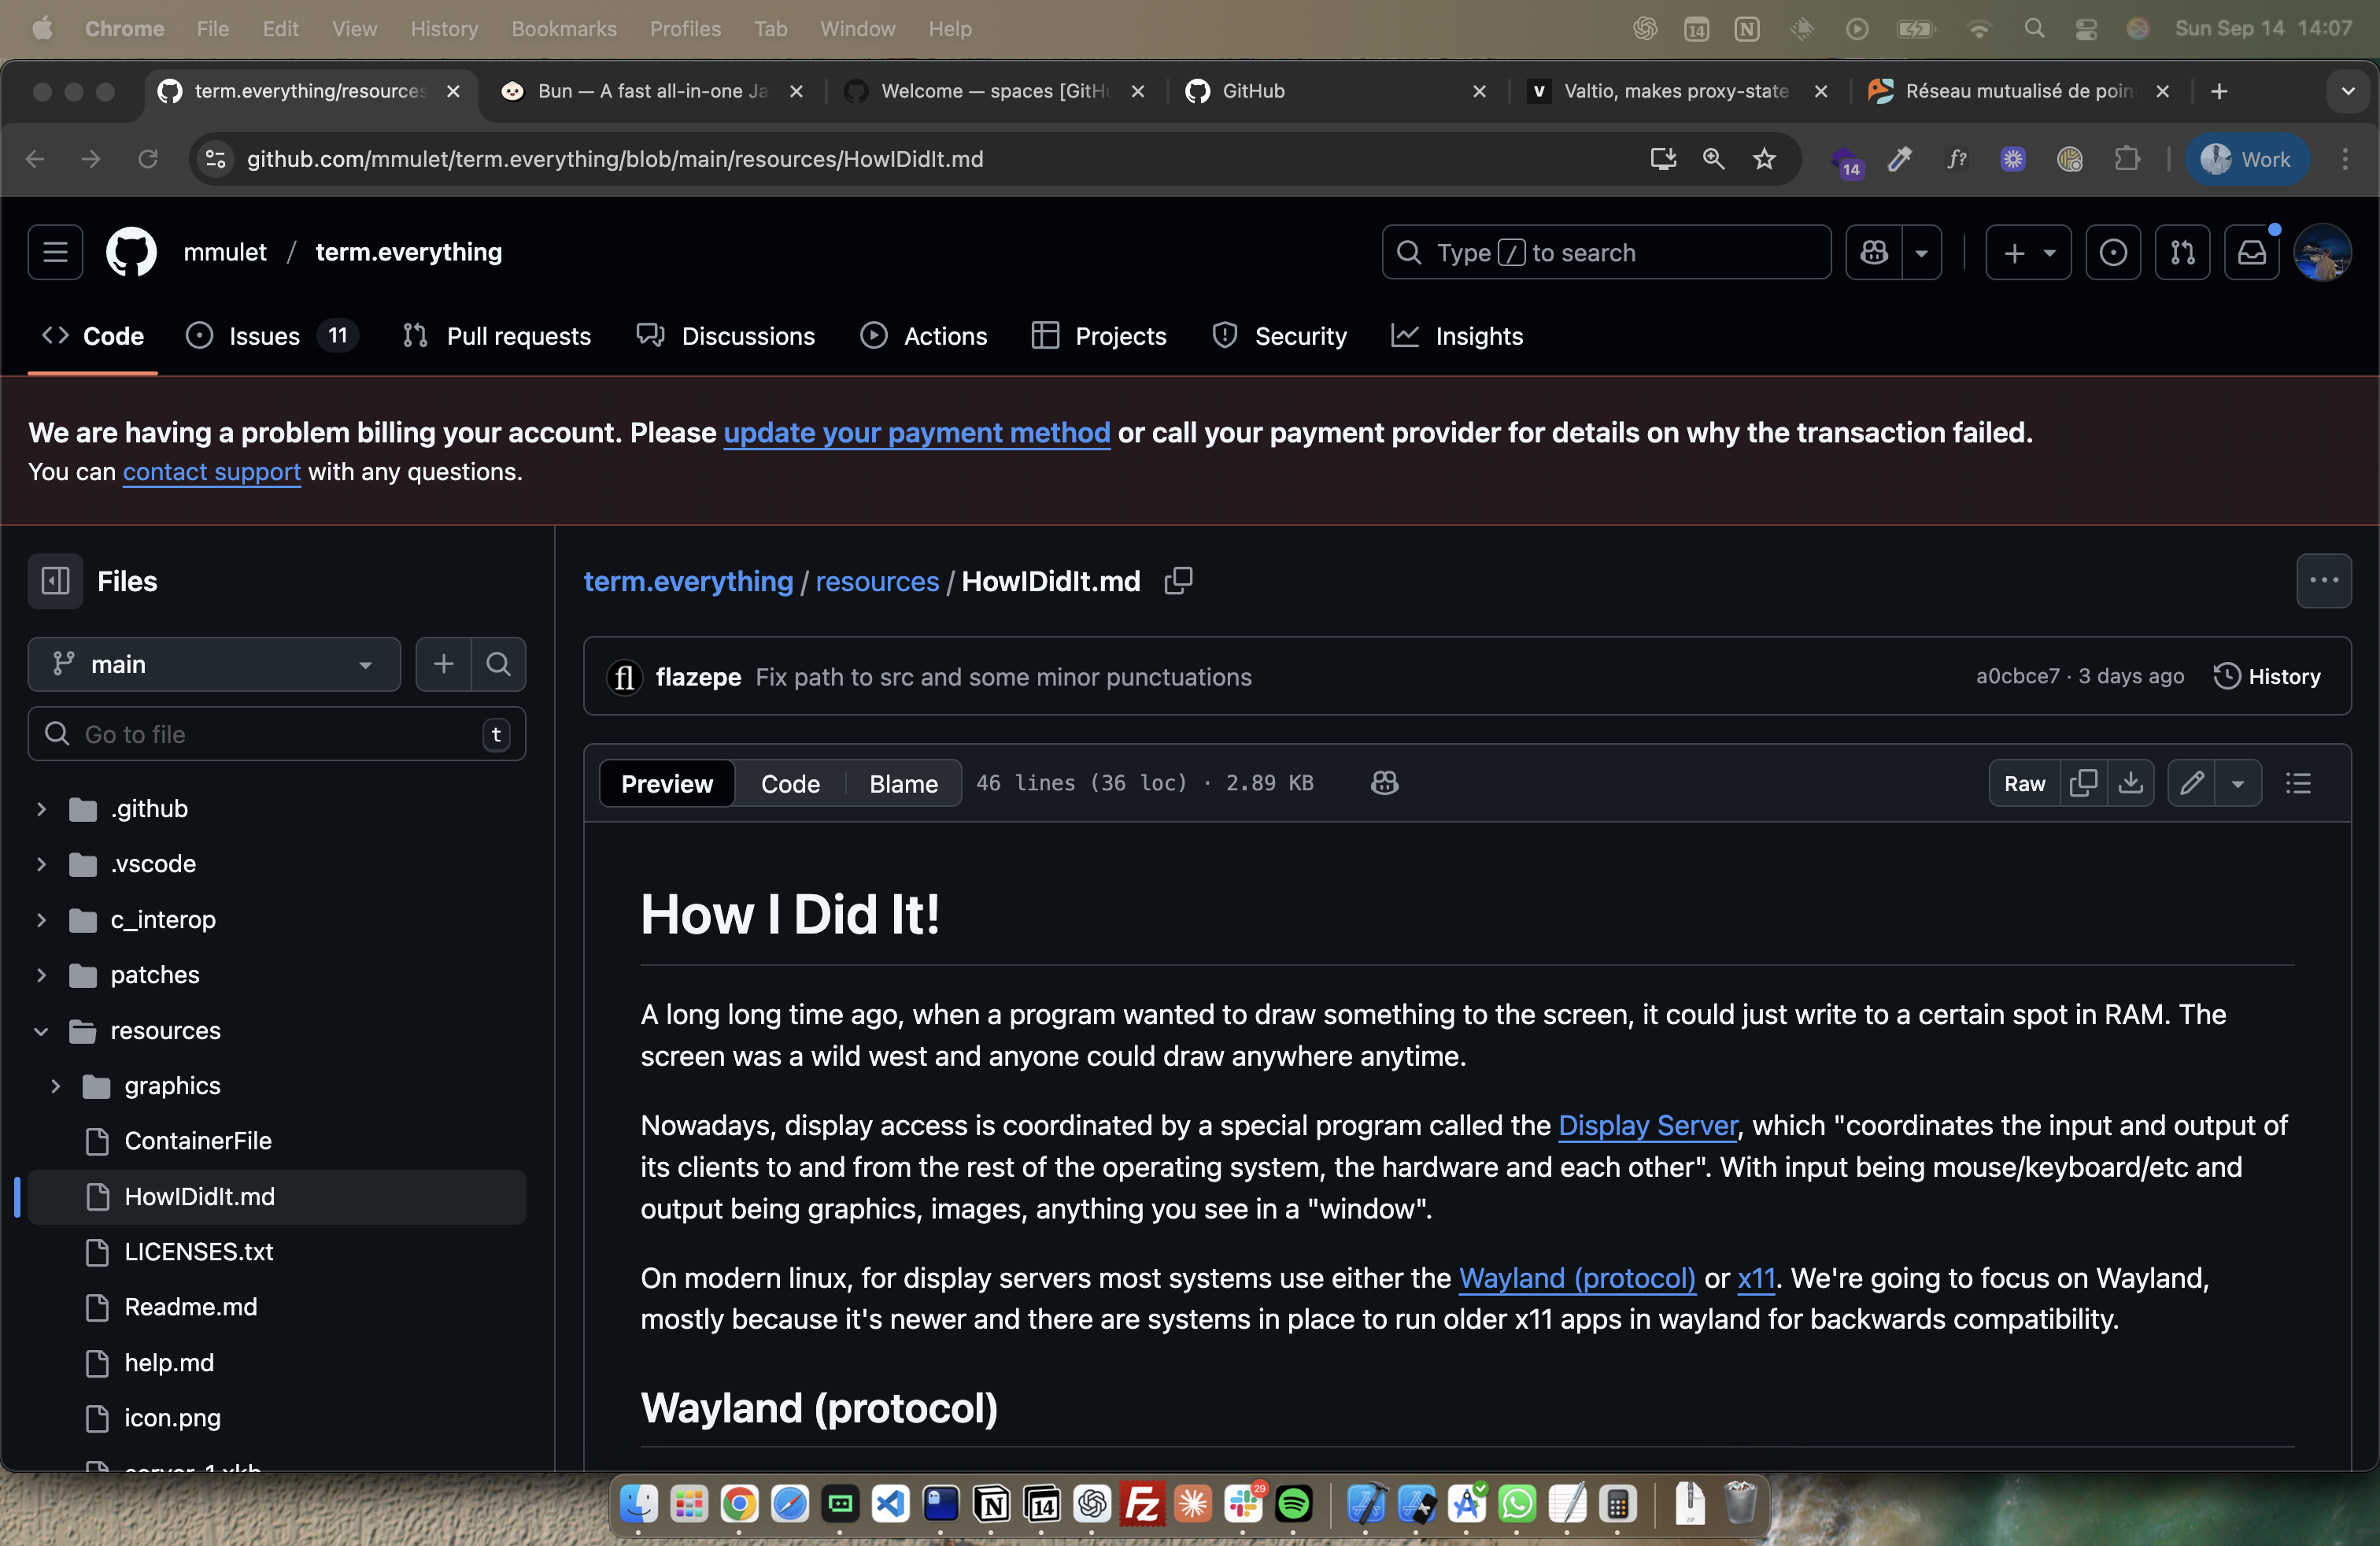 Chrome File Edit View History Bookmarks Profiles Tab Window Help 14 Sun Sep 14 14:07
term.everything/resources Bun — A fast all-in-one Ja Welcome — spaces [GitHu GitHub V Valtio, makes proxy-state Réseau mutualisé de poin
github.com/mmulet/term.everything/blob/main/resources/HowIDidIt.md 14 f? Work
mmulet / term.everything Type / to search
Code Issues 11 Pull requests Discussions Actions Projects Security Insights
We are having a problem billing your account. Please update your payment method or call your payment provider for details on why the transaction failed.
You can contact support with any questions.
Files
main
Go to file t
.github
.vscode
c_interop
patches
resources
graphics
ContainerFile
HowIDidIt.md
LICENSES.txt
Readme.md
help.md
icon.png
term.everything / resources / HowIDidIt.md
fl flazepe Fix path to src and some minor punctuations a0cbce7 · 3 days ago History
Preview Code Blame 46 lines (36 loc) · 2.89 KB Raw
How I Did It!
A long long time ago, when a program wanted to draw something to the screen, it could just write to a certain spot in RAM. The
screen was a wild west and anyone could draw anywhere anytime.
Nowadays, display access is coordinated by a special program called the Display Server, which "coordinates the input and output of
its clients to and from the rest of the operating system, the hardware and each other". With input being mouse/keyboard/etc and
output being graphics, images, anything you see in a "window".
On modern linux, for display servers most systems use either the Wayland (protocol) or x11. We're going to focus on Wayland,
mostly because it's newer and there are systems in place to run older x11 apps in wayland for backwards compatibility.
Wayland (protocol)
14 Fz 29 ZIP